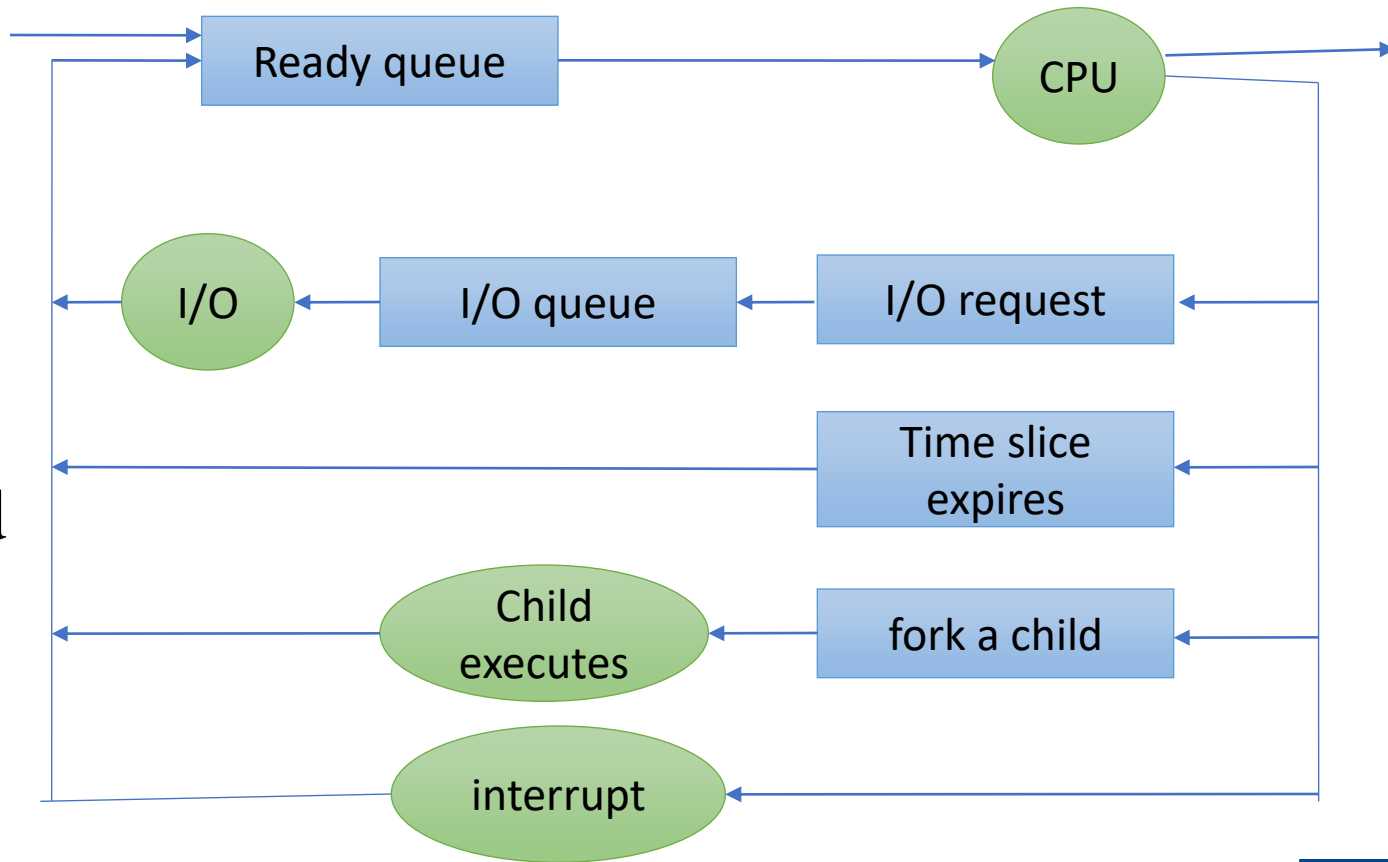 Ready queue
CPU
I/O
I/O queue
I/O request
Time slice
expires
Child
executes
fork a child
interrupt